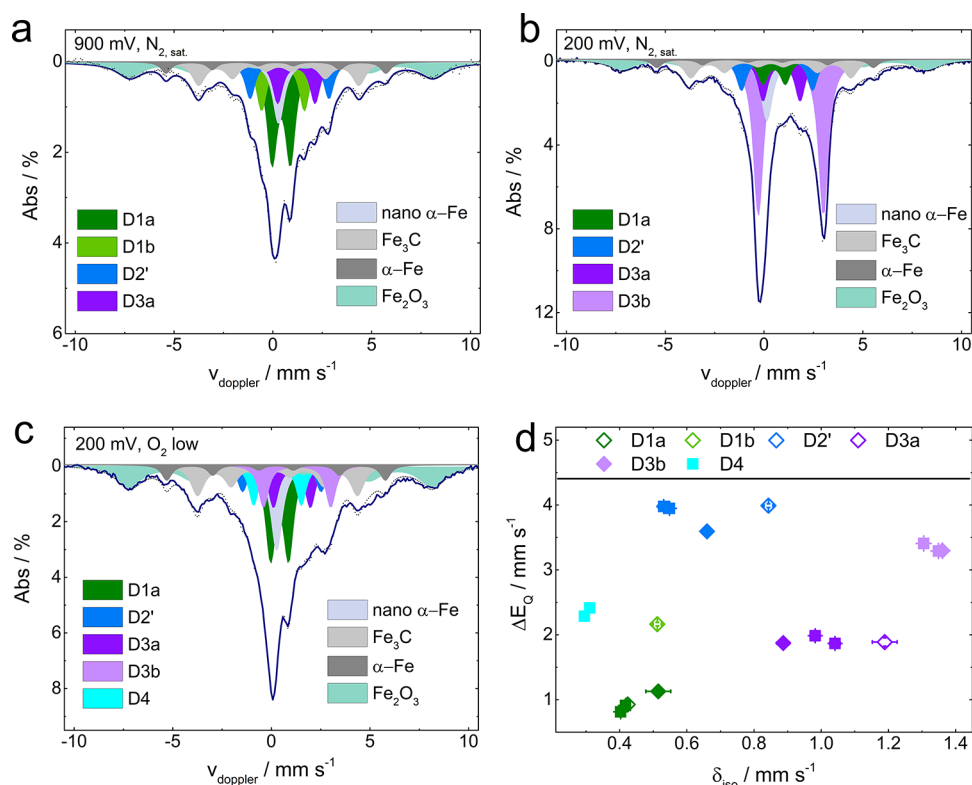 a
900 mV, N2, sat.
0
2
4
6
Abs / %
D1a
D1b
D2'
D3a
nano α−Fe
Fe3C
α−Fe
Fe2O3
-10
-5
0
5
10
vdoppler / mm s-1
b
200 mV, N2, sat.
0
4
8
12
Abs / %
D1a
D2'
D3a
D3b
nano α−Fe
Fe3C
α−Fe
Fe2O3
-10
-5
0
5
10
vdoppler / mm s-1
c
200 mV, O2 low
0
2
4
6
8
Abs / %
D1a
D2'
D3a
D3b
D4
nano α−Fe
Fe3C
α−Fe
Fe2O3
-10
-5
0
5
10
vdoppler / mm s-1
d
D1a
D1b
D2'
D3a
D3b
D4
5
4
3
2
1
ΔEQ / mm s-1
0.4
0.6
0.8
1.0
1.2
1.4
δiso / mm s-1